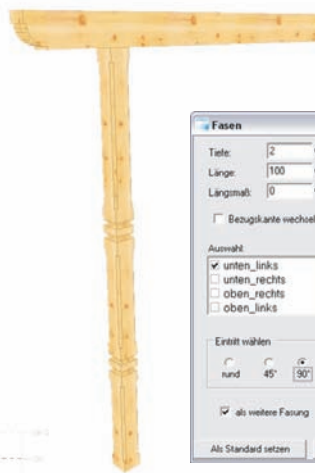 Fasen
Tiefe: 2
Länge: 100
Längsmaß: 0
Bezugskante wechsel
Auswahl:
unten_links
unten_rechts
oben_rechts
oben_links
Eintritt wählen
rund 45° 90°
als weitere Fasung
Als Standard setzen